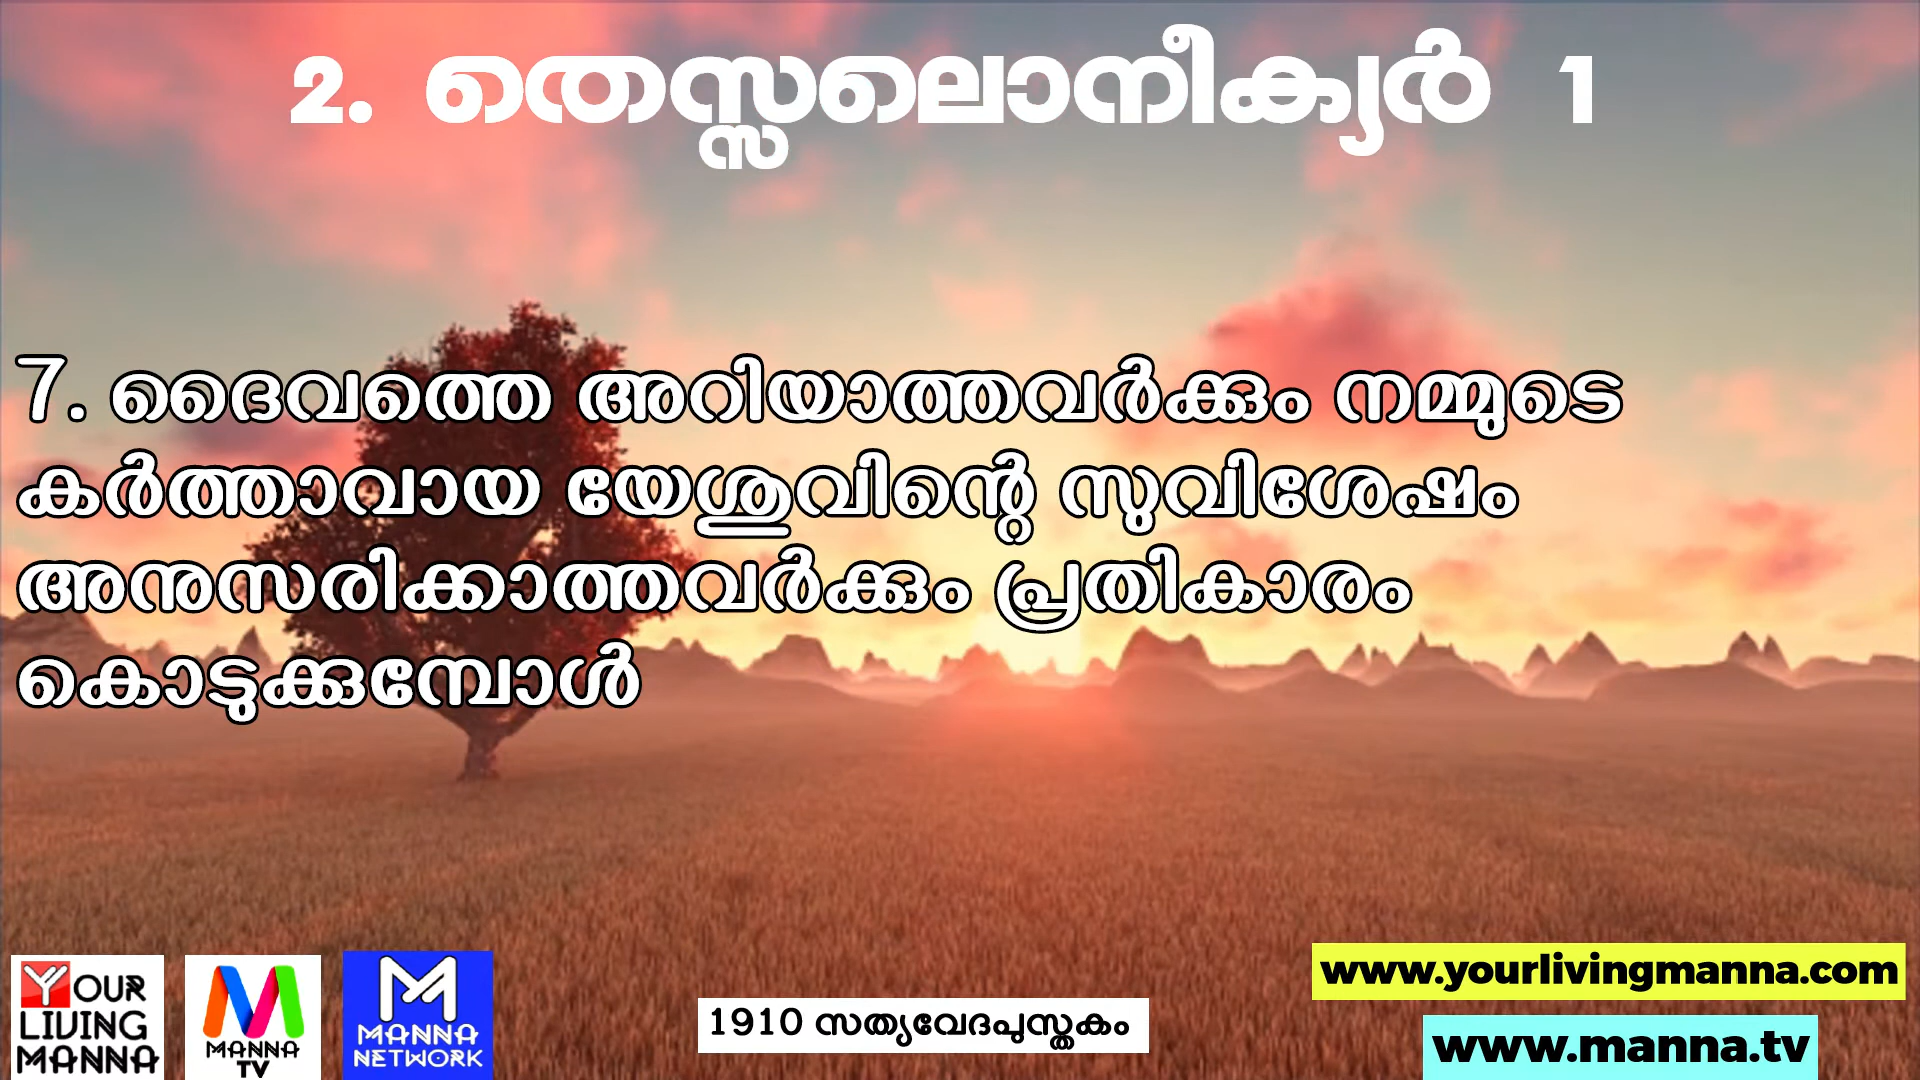 2. തെസ്സലൊനീക്യർ 1
7. ദൈവത്തെ അറിയാത്തവർക്കും നമ്മുടെ
കർത്താവായ യേശുവിന്റെ സുവിശേഷം
അനുസരിക്കാത്തവർക്കും പ്രതികാരം
കൊടുക്കുമ്പോൾ
YOUR
LIVING
MANNA
MANNA
TV
MANNA
NETWORK
1910 സത്യവേദപുസ്തകം
www.yourlivingmanna.com
www.manna.tv